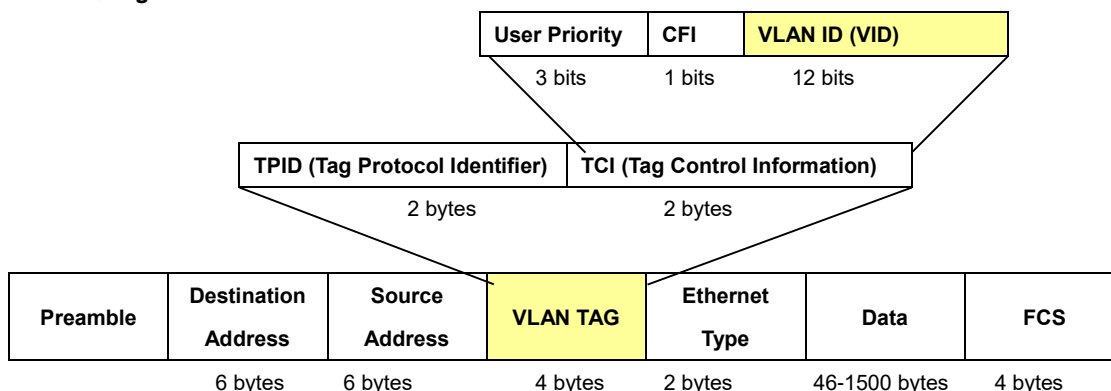 User Priority CFI VLAN ID (VID)
3 bits 1 bits 12 bits
TPID (Tag Protocol Identifier) TCI (Tag Control Information)
2 bytes 2 bytes
Preamble Destination Address Source Address VLAN TAG Ethernet Type Data FCS
6 bytes 6 bytes 4 bytes 2 bytes 46-1500 bytes 4 bytes